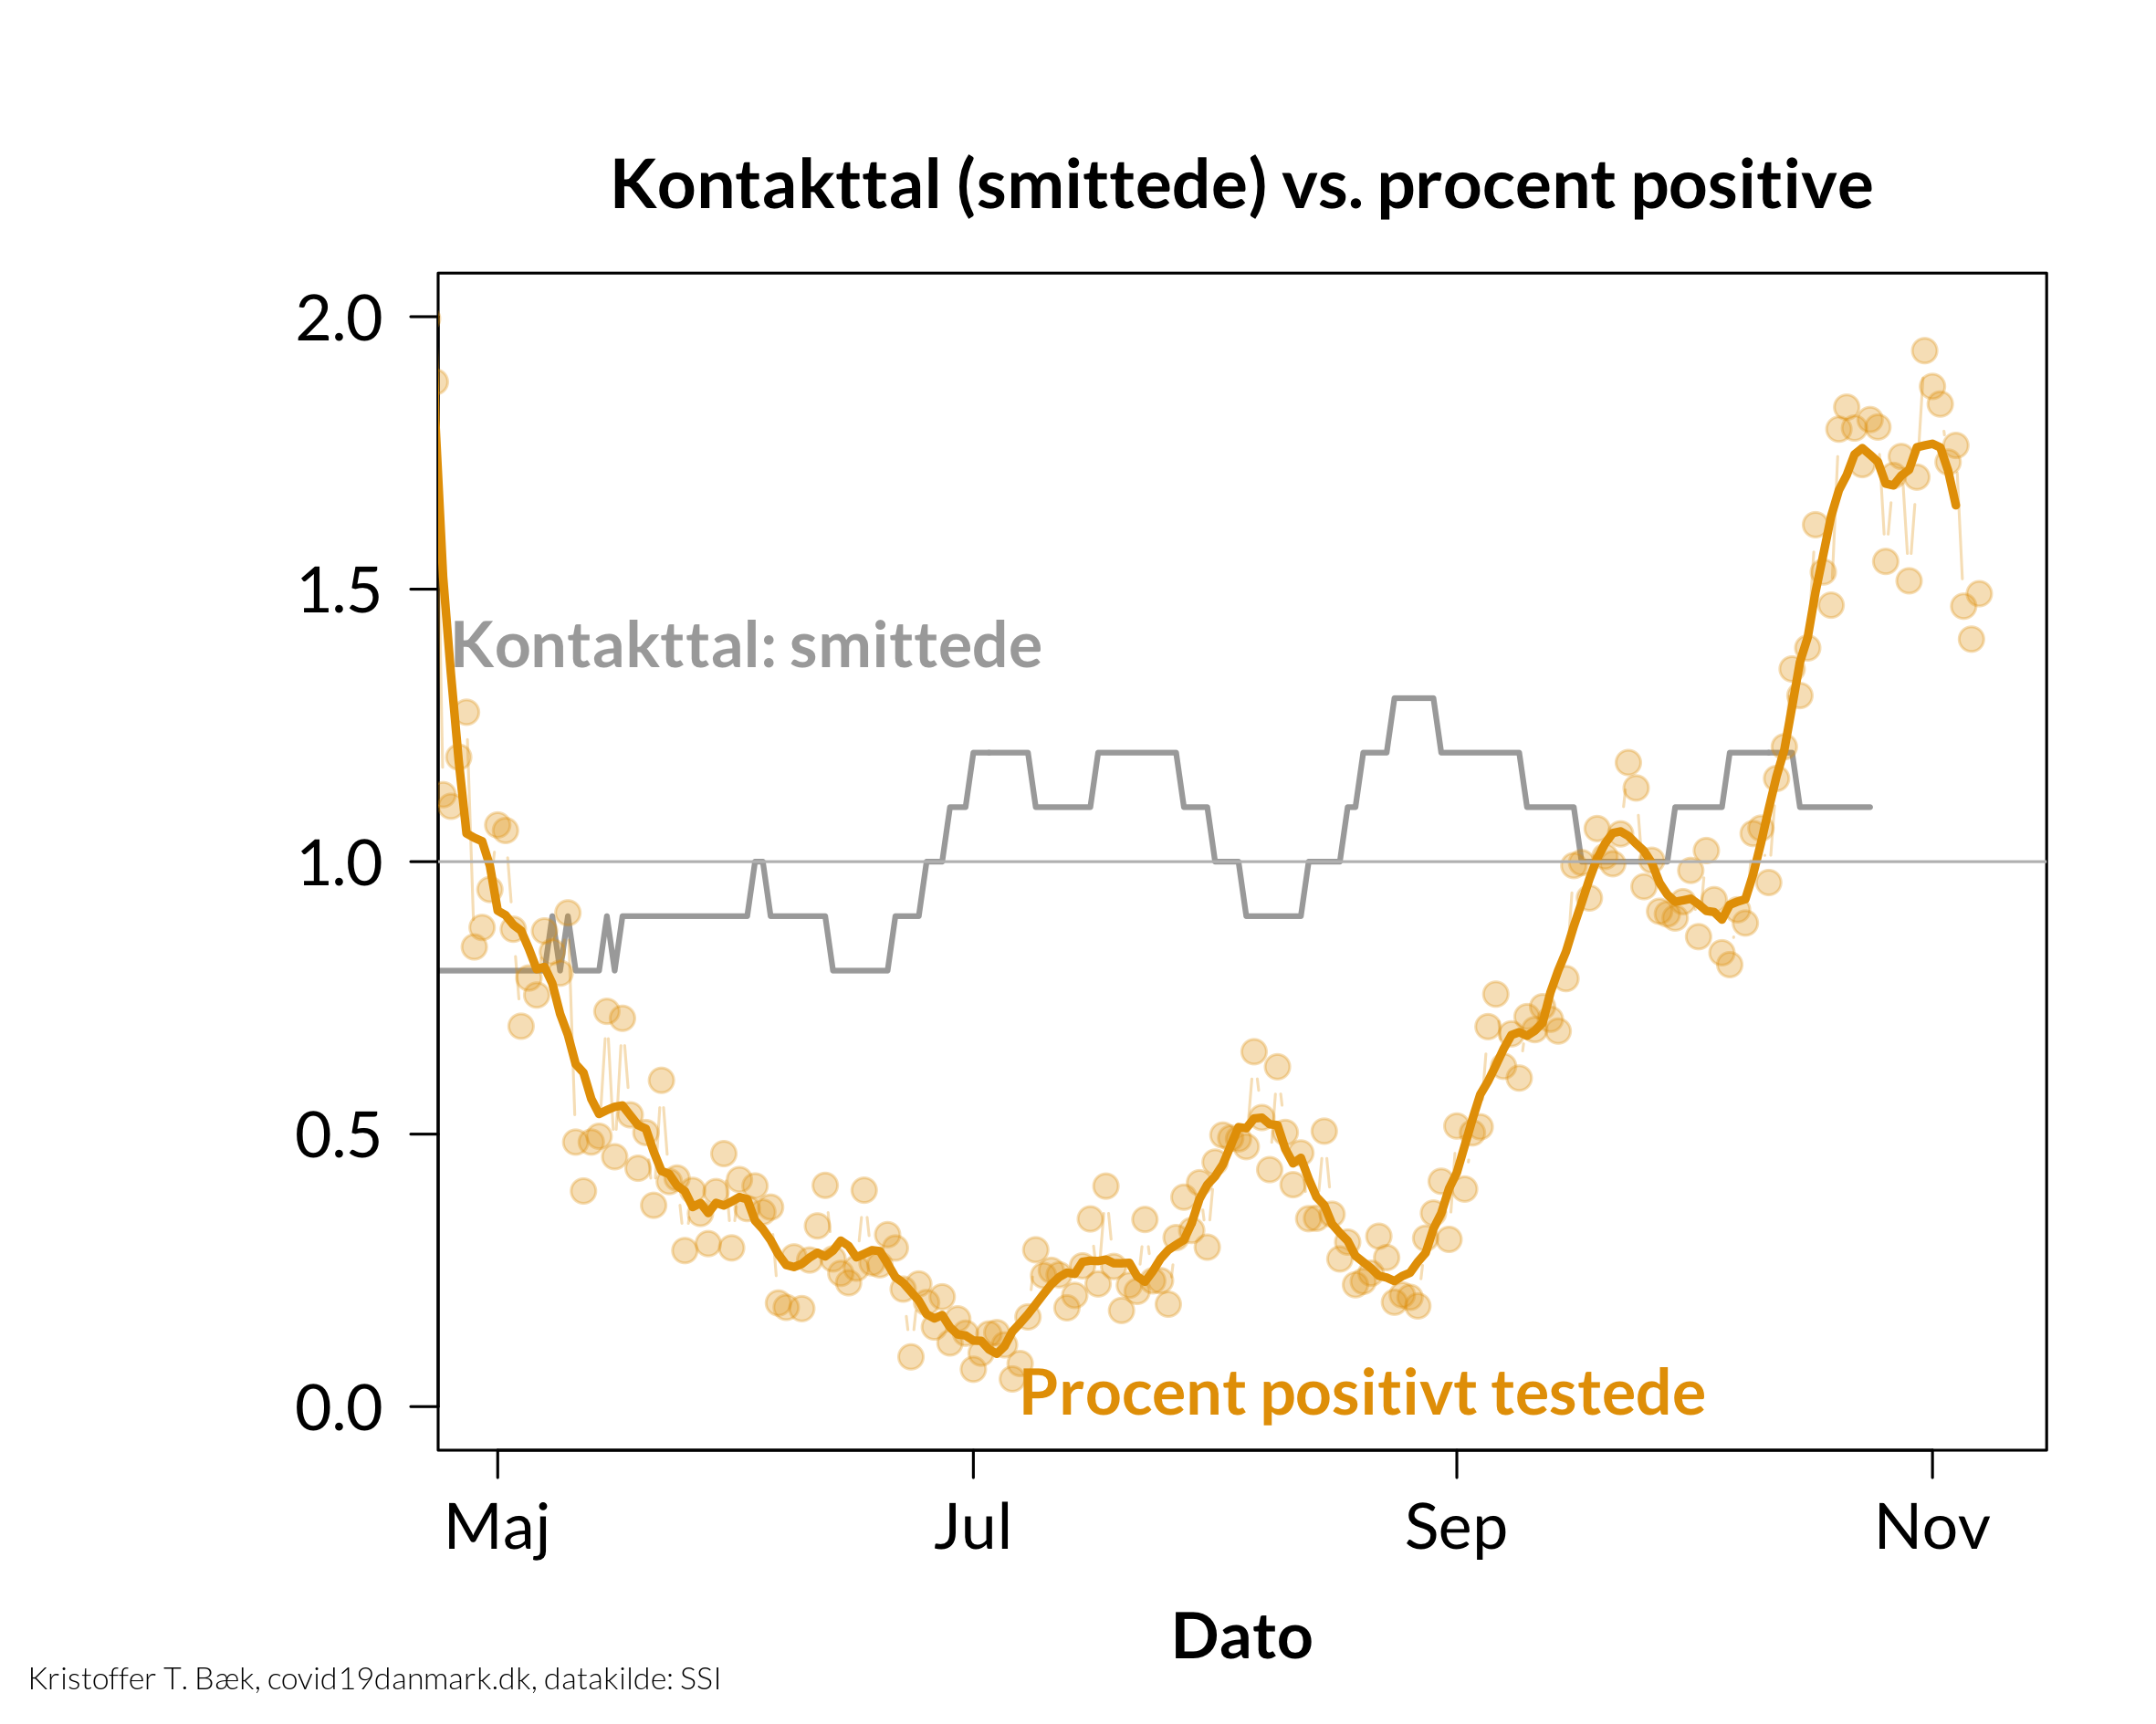 Kontakttal (smittede) vs. procent positive
2.0
1.5
Kontakttal: smittede
1.0
0.5
0.0
Procent positivt testede
Maj Jul Sep Nov
Dato
Kristoffer T. Bæk, covid19danmark.dk, datakilde: SSI